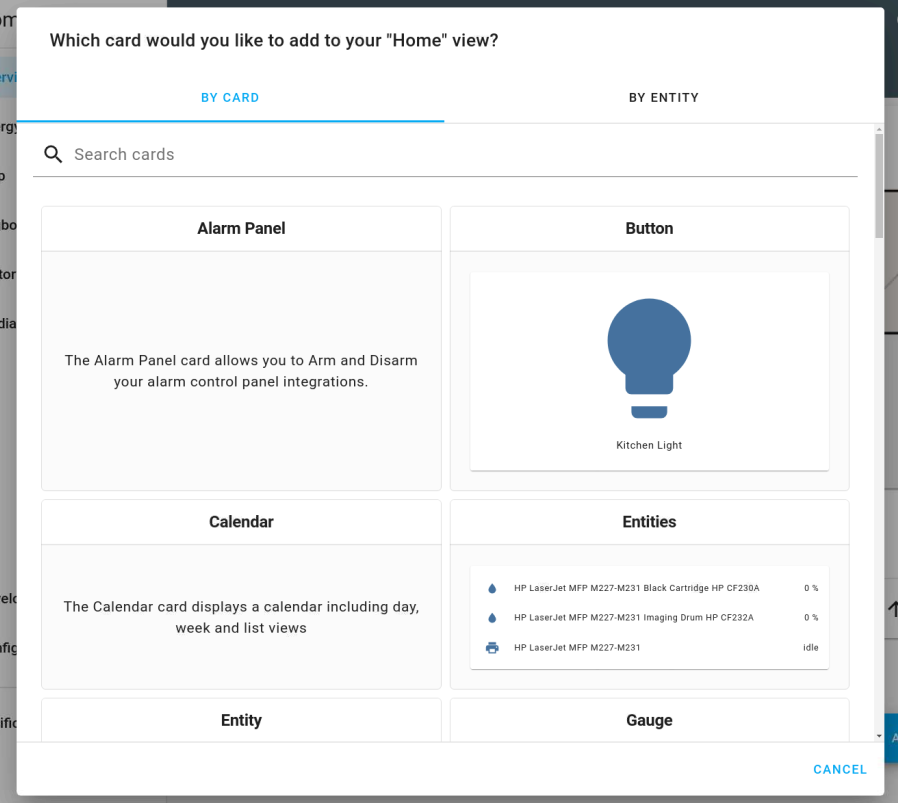 Which card would you like to add to your "Home" view?
BY CARD
BY ENTITY
Search cards
Alarm Panel
Button
The Alarm Panel card allows you to Arm and Disarm
your alarm control panel integrations.
Kitchen Light
Calendar
Entities
The Calendar card displays a calendar including day,
week and list views
HP LaserJet MFP M227-M231 Black Cartridge HP CF230A 0 %
HP LaserJet MFP M227-M231 Imaging Drum HP CF232A 0 %
HP LaserJet MFP M227-M231 idle
Entity
Gauge
CANCEL